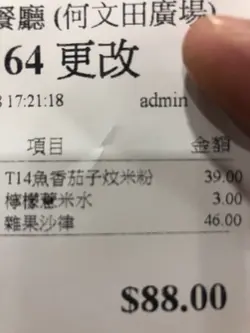 餐廳 (何文田廣場)
64 更改
17:21:18 admin
項目 金額
T14魚香茄子炆米粉 39.00
檸檬薏米水 3.00
雜果沙律 46.00
$88.00